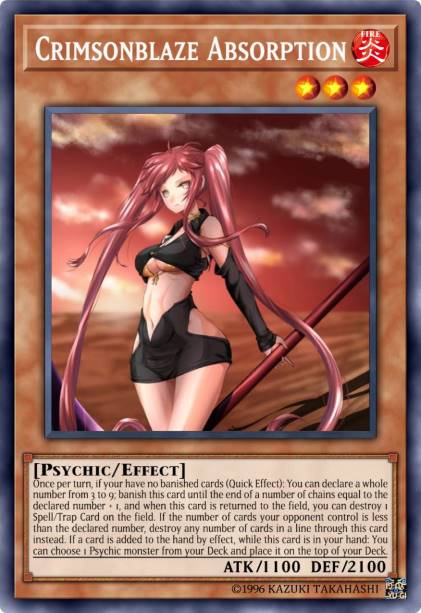 CRIMSONBLAZE ABSORPTION
FIRE
炎
[PSYCHIC/EFFECT]
Once per turn, if your have no banished cards (Quick Effect): You can declare a whole
number from 3 to 9; banish this card until the end of a number of chains equal to the
declared number + 1, and when this card is returned to the field, you can destroy 1
Spell/Trap Card on the field. If the number of cards your opponent control is less
than the declared number, destroy any number of cards in a line through this card
instead. If a card is added to the hand by effect, while this card is in your hand: You
can choose 1 Psychic monster from your Deck and place it on the top of your Deck.
ATK/1100 DEF/2100
©1996 KAZUKI TAKAHASHI